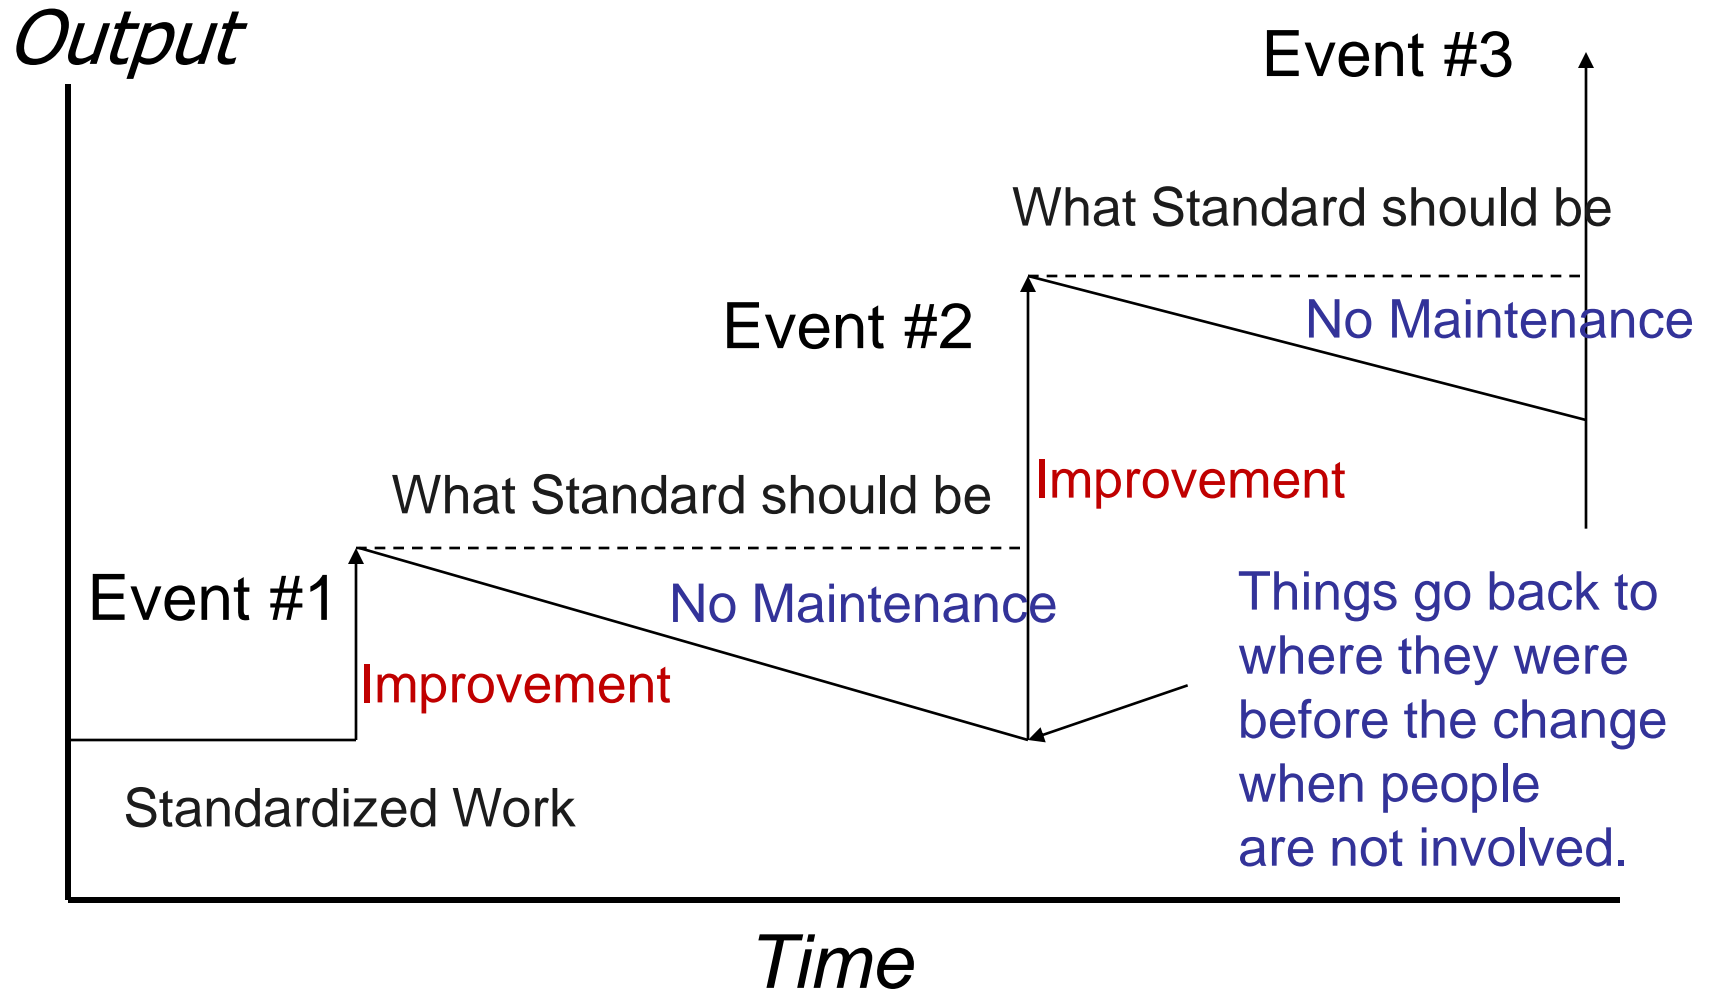 Output
Event #3
What Standard should be
Event #2
No Maintenance
Improvement
What Standard should be
Event #1
No Maintenance
Improvement
Things go back to
where they were
before the change
when people
are not involved.
Standardized Work
Time